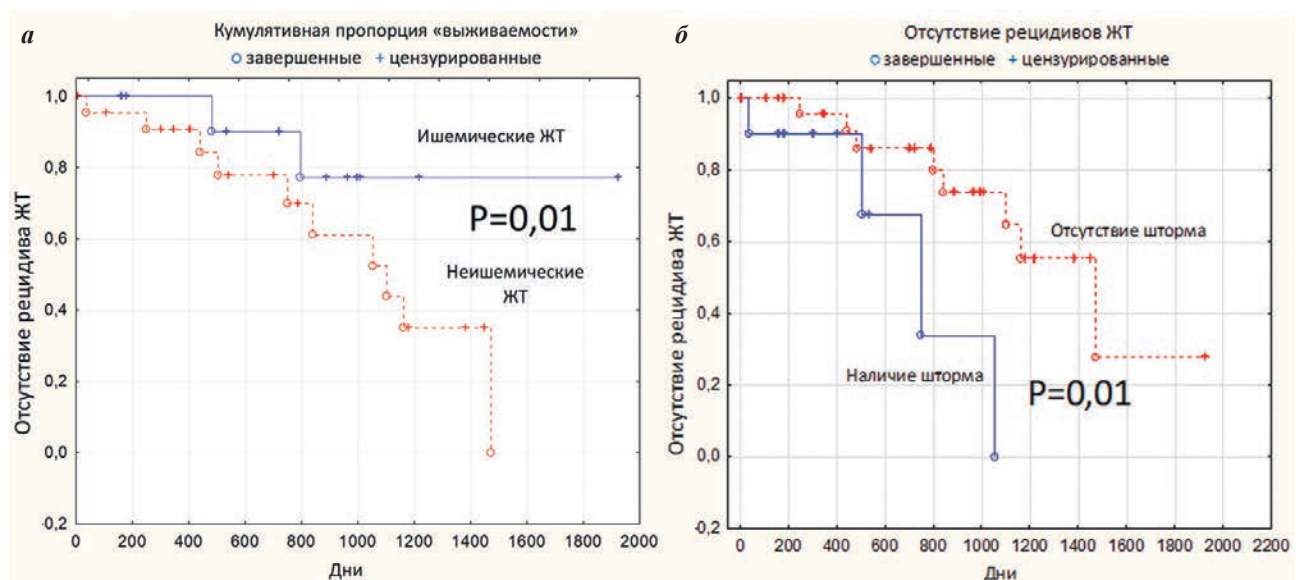 а
Кумулятивная пропорция «выживаемости»
завершенные + цензурированные
Отсутствие рецидива ЖТ
1,0
0,8
0,6
0,4
0,2
0,0
-0,2
Ишемические ЖТ
P=0,01
Неишемические
ЖТ
0 200 400 600 800 1000 1200 1400 1600 1800 2000
Дни
б
Отсутствие рецидивов ЖТ
завершенные + цензурированные
Отсутствие рецидива ЖТ
1,0
0,8
0,6
0,4
0,2
0,0
-0,2
Отсутствие шторма
Наличие шторма
P=0,01
0 200 400 600 800 1000 1200 1400 1600 1800 2000 2200
Дни